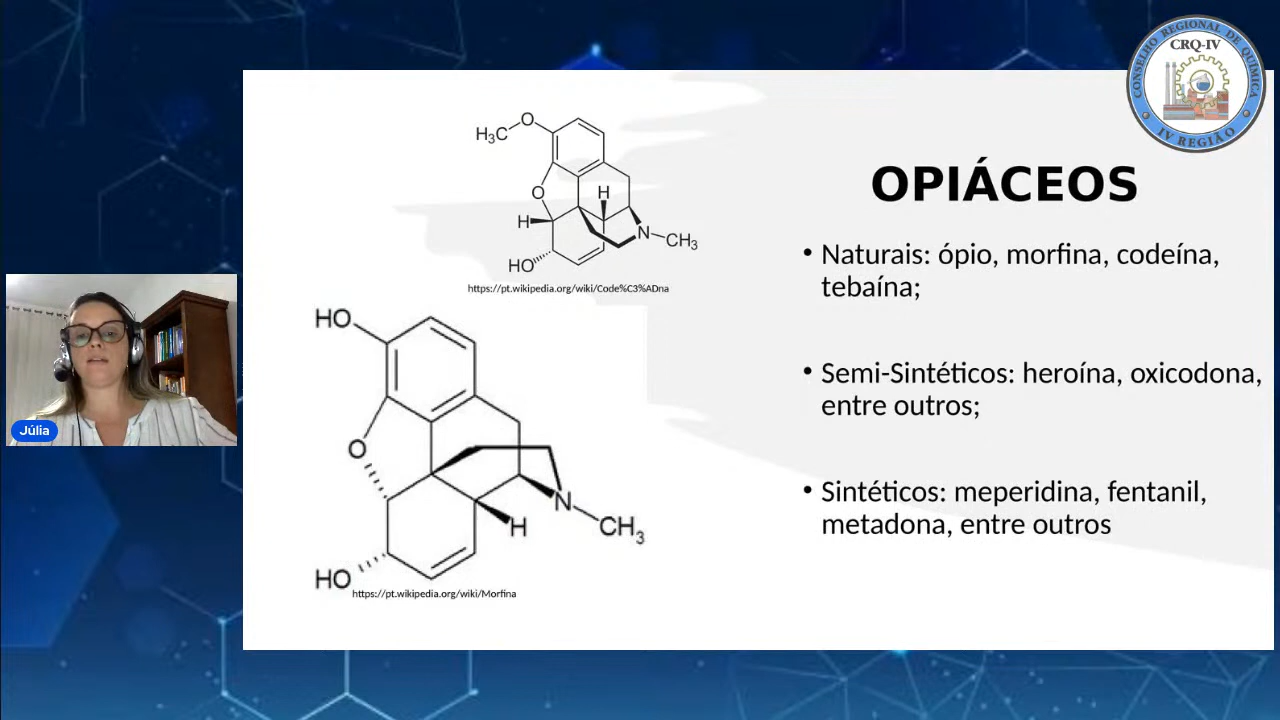 CONSELHO REGIONAL DE QUÍMICA
CRQ-IV
IV REGIÃO
OPIÁCEOS
• Naturais: ópio, morfina, codeína,
tebaína;
• Semi-Sintéticos: heroína, oxicodona,
entre outros;
• Sintéticos: meperidina, fentanil,
metadona, entre outros
H₃C
O
O
H
H
N
CH₃
HO
https://pt.wikipedia.org/wiki/Code%C3%ADna
HO
O
N
H
CH₃
HO
https://pt.wikipedia.org/wiki/Morfina
Júlia